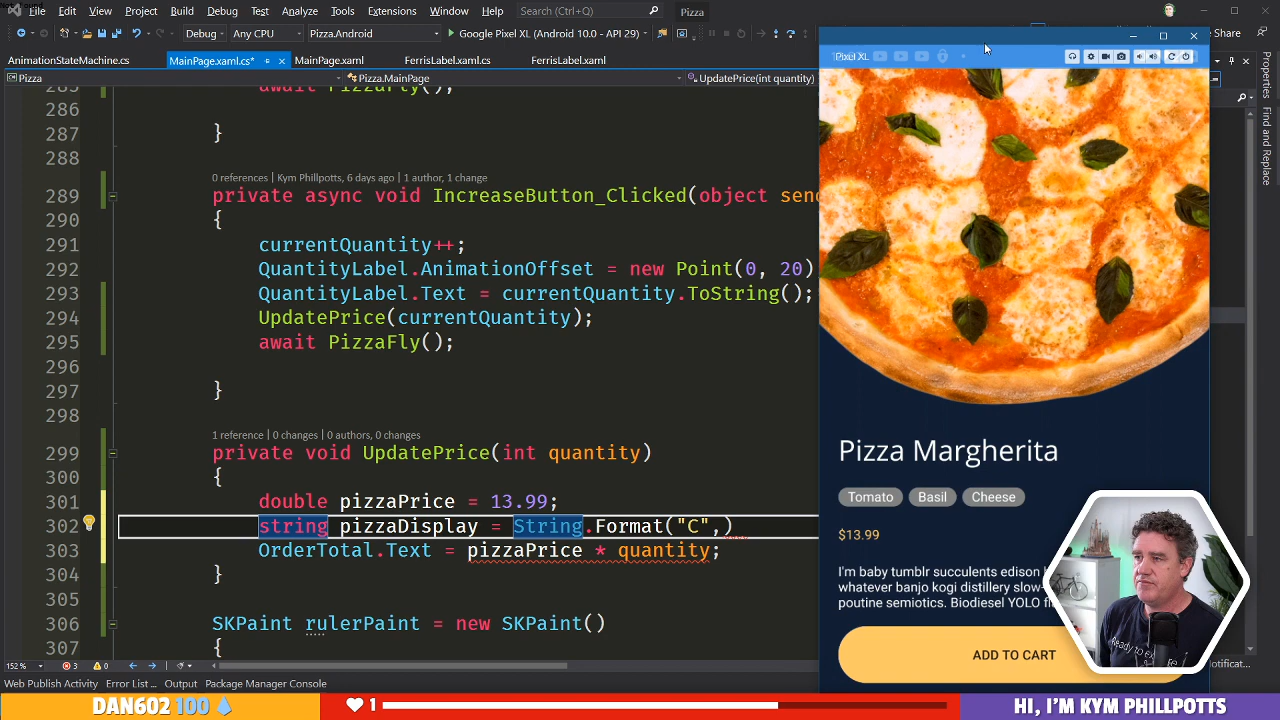 File Edit View Git Project Build Debug Test Analyze Tools Extensions Window Help Search (Ctrl+Q) Pizza
Debug Any CPU Pizza.Android Google Pixel XL (Android 10.0 - API 29) Share
AnimationStateMachine.cs MainPage.xaml.cs* MainPage.xaml FerrisLabel.xaml.cs FerrisLabel.xaml
Pizza Pizza.MainPage UpdatePrice(int quantity)
285 await PizzaFly();
286
287 }
288
0 references | Kym Phillpotts, 6 days ago | 1 author, 1 change
289 private async void IncreaseButton_Clicked(object send
290 {
291 currentQuantity++;
292 QuantityLabel.AnimationOffset = new Point(0, 20)
293 QuantityLabel.Text = currentQuantity.ToString();
294 UpdatePrice(currentQuantity);
295 await PizzaFly();
296
297 }
298
1 reference | 0 changes | 0 authors, 0 changes
299 private void UpdatePrice(int quantity)
300 {
301 double pizzaPrice = 13.99;
302 string pizzaDisplay = String.Format("C",)
303 OrderTotal.Text = pizzaPrice * quantity;
304 }
305
306 SKPaint rulerPaint = new SKPaint()
307 {
152 % 3 0
Web Publish Activity Error List ... Output Package Manager Console
Properties
Find and Replace
Pixel XL
Pizza Margherita
Tomato Basil Cheese
$13.99
I'm baby tumblr succulents edison
whatever banjo kogi distillery slow-
poutine semiotics. Biodiesel YOLO
ADD TO CART
DAN602 100
1
HI, I'M KYM PHILLPOTTS